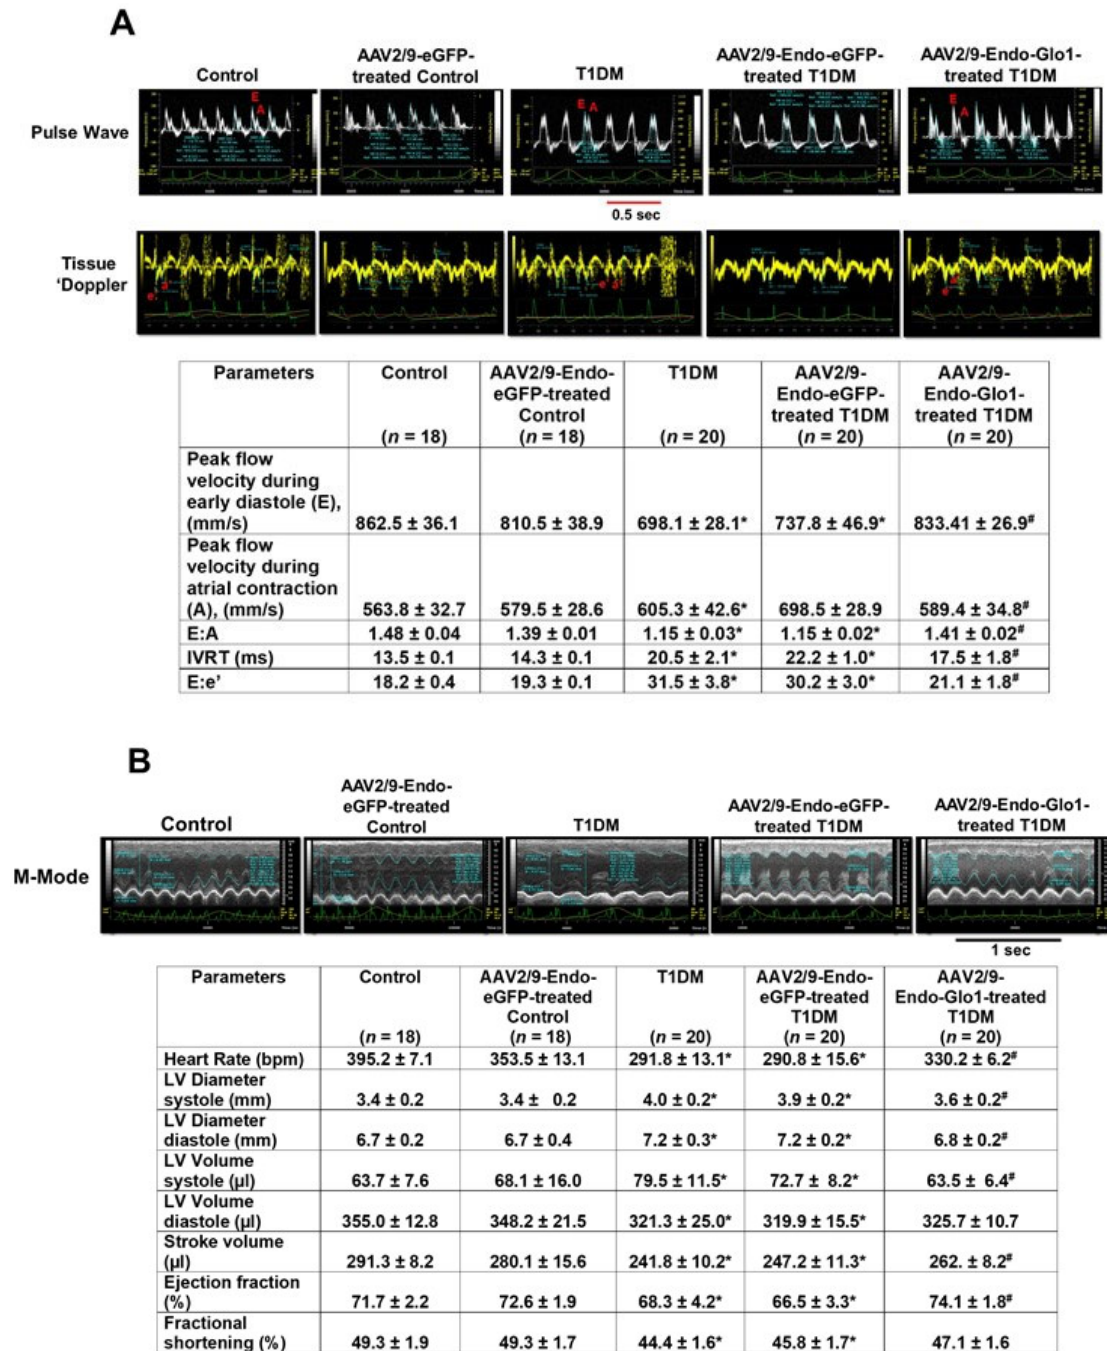 A
Control
AAV2/9-eGFP-
treated Control
T1DM
AAV2/9-Endo-eGFP-
treated T1DM
AAV2/9-Endo-Glo1-
treated T1DM
Pulse Wave
E
A
E
A
E
A
0.5 sec
Tissue
'Doppler
e'
a'
e'
a'
e'
a'
Parameters
Control
(n = 18)
AAV2/9-Endo-
eGFP-treated
Control
(n = 18)
T1DM
(n = 20)
AAV2/9-
Endo-eGFP-
treated T1DM
(n = 20)
AAV2/9-
Endo-Glo1-
treated T1DM
(n = 20)
Peak flow
velocity during
early diastole (E),
(mm/s) 862.5 ± 36.1 810.5 ± 38.9 698.1 ± 28.1* 737.8 ± 46.9* 833.41 ± 26.9#
Peak flow
velocity during
atrial contraction
(A), (mm/s) 563.8 ± 32.7 579.5 ± 28.6 605.3 ± 42.6* 698.5 ± 28.9 589.4 ± 34.8#
E:A 1.48 ± 0.04 1.39 ± 0.01 1.15 ± 0.03* 1.15 ± 0.02* 1.41 ± 0.02#
IVRT (ms) 13.5 ± 0.1 14.3 ± 0.1 20.5 ± 2.1* 22.2 ± 1.0* 17.5 ± 1.8#
E:e' 18.2 ± 0.4 19.3 ± 0.1 31.5 ± 3.8* 30.2 ± 3.0* 21.1 ± 1.8#
B
Control
AAV2/9-Endo-
eGFP-treated
Control
T1DM
AAV2/9-Endo-eGFP-
treated T1DM
AAV2/9-Endo-Glo1-
treated T1DM
M-Mode
1 sec
Parameters
Control
(n = 18)
AAV2/9-Endo-
eGFP-treated
Control
(n = 18)
T1DM
(n = 20)
AAV2/9-Endo-
eGFP-treated
T1DM
(n = 20)
AAV2/9-
Endo-Glo1-treated
T1DM
(n = 20)
Heart Rate (bpm) 395.2 ± 7.1 353.5 ± 13.1 291.8 ± 13.1* 290.8 ± 15.6* 330.2 ± 6.2#
LV Diameter
systole (mm) 3.4 ± 0.2 3.4 ± 0.2 4.0 ± 0.2* 3.9 ± 0.2* 3.6 ± 0.2#
LV Diameter
diastole (mm) 6.7 ± 0.2 6.7 ± 0.4 7.2 ± 0.3* 7.2 ± 0.2* 6.8 ± 0.2#
LV Volume
systole (µl) 63.7 ± 7.6 68.1 ± 16.0 79.5 ± 11.5* 72.7 ± 8.2* 63.5 ± 6.4#
LV Volume
diastole (µl) 355.0 ± 12.8 348.2 ± 21.5 321.3 ± 25.0* 319.9 ± 15.5* 325.7 ± 10.7
Stroke volume
(µl) 291.3 ± 8.2 280.1 ± 15.6 241.8 ± 10.2* 247.2 ± 11.3* 262. ± 8.2#
Ejection fraction
(%) 71.7 ± 2.2 72.6 ± 1.9 68.3 ± 4.2* 66.5 ± 3.3* 74.1 ± 1.8#
Fractional
shortening (%) 49.3 ± 1.9 49.3 ± 1.7 44.4 ± 1.6* 45.8 ± 1.7* 47.1 ± 1.6